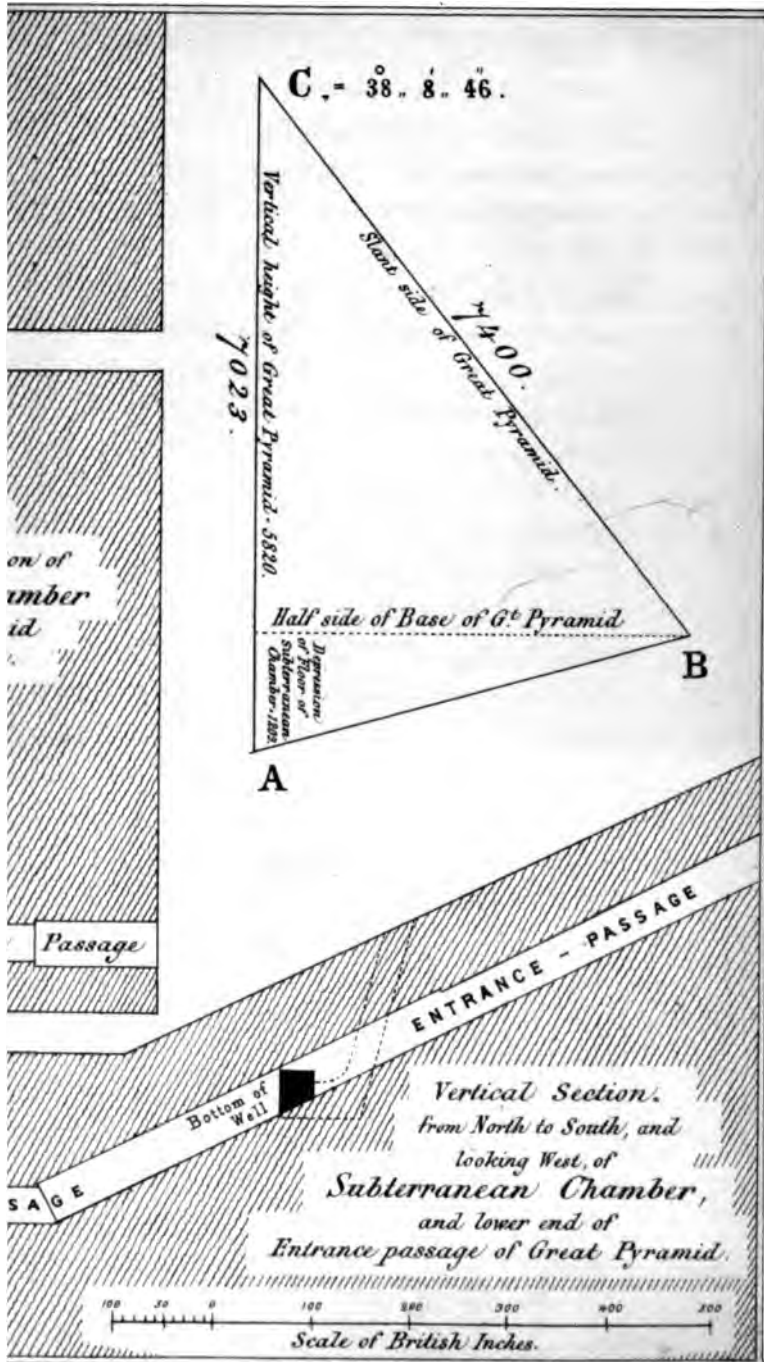 C. = 38° 8' 46".
Vertical height of Great Pyramid. 5820.
7023.
Slant side of Great Pyramid.
7400.
on of
amber
id
Half side of Base of G.t Pyramid
Depression
of Floor of
Subterranean
Chamber. 1203.
B
A
Passage
ENTRANCE - PASSAGE
Bottom of
Well
SAGE
Vertical Section.
from North to South, and
looking West, of
Subterranean Chamber,
and lower end of
Entrance passage of Great Pyramid.
100 50 0 100 200 300 400 500
Scale of British Inches.